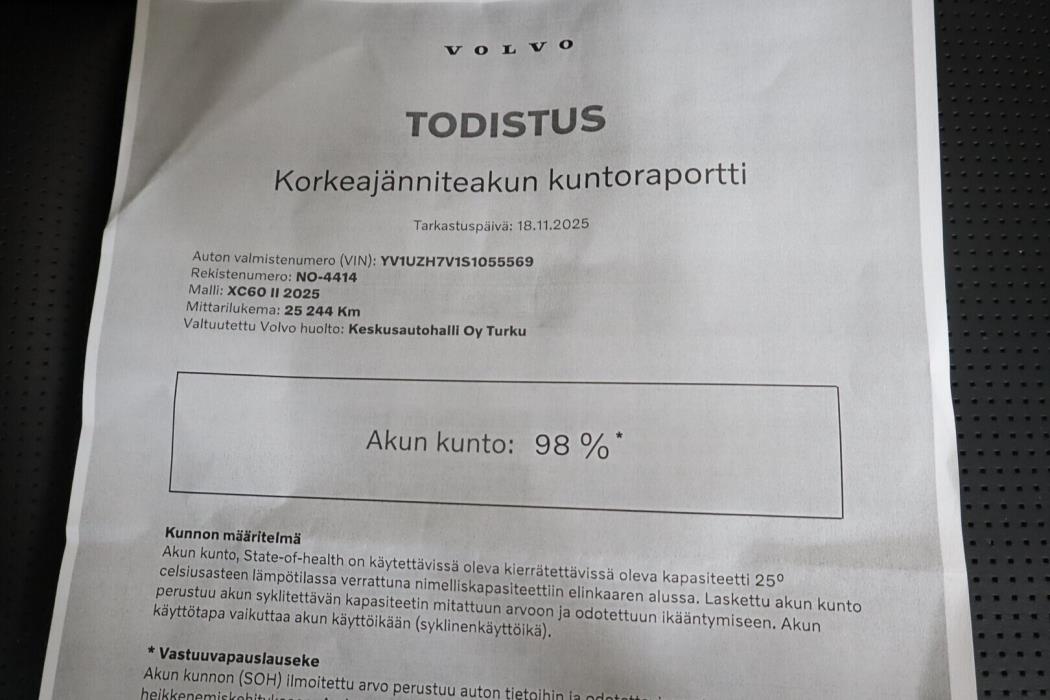 VOLVO
TODISTUS
Korkeajänniteakun kuntoraportti
Tarkastuspäivä: 18.11.2025
Auton valmistenumero (VIN): YV1UZH7V1S1055569
Rekistenumero: NO-4414
Malli: XC60 II 2025
Mittarilukema: 25 244 Km
Valtuutettu Volvo huolto: Keskusautohalli Oy Turku
Akun kunto: 98 %*
Kunnon määritelmä
Akun kunto, State-of-health on käytettävissä oleva kierrätettävissä oleva kapasiteetti 25°
celsiusasteen lämpötilassa verrattuna nimelliskapasiteettiin elinkaaren alussa. Laskettu akun kunto
perustuu akun syklitettävän kapasiteetin mitattuun arvoon ja odotettuun ikääntymiseen. Akun
käyttötapa vaikuttaa akun käyttöikään (syklinenkäyttöikä).
* Vastuuvapauslauseke
Akun kunnon (SOH) ilmoitettu arvo perustuu auton tietoihin ja